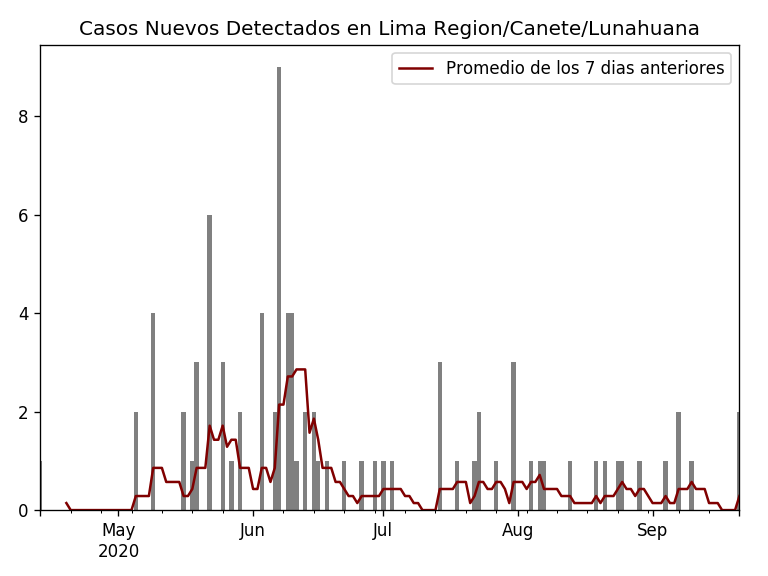 Casos Nuevos Detectados en Lima Region/Canete/Lunahuana
Promedio de los 7 dias anteriores
8
6
4
2
0
May Jun Jul Aug Sep
2020